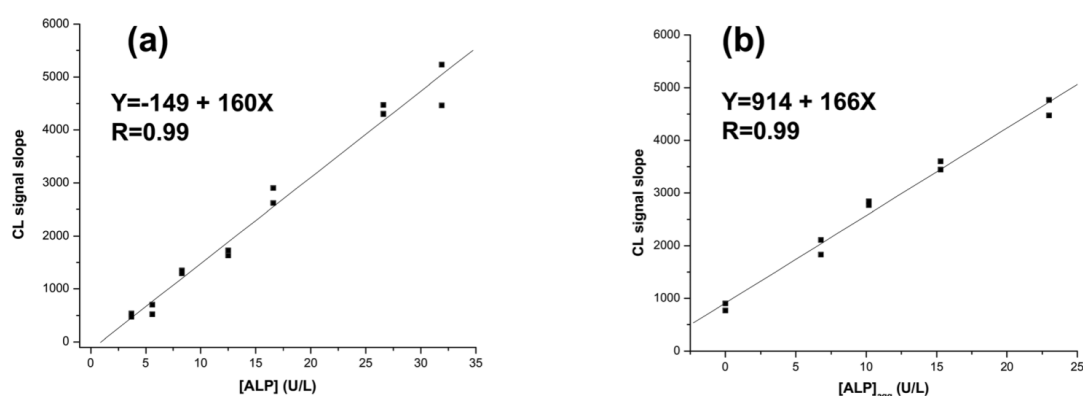 (a)
Y=-149 + 160X
R=0.99
CL signal slope
6000
5000
4000
3000
2000
1000
0
0 5 10 15 20 25 30 35
[ALP] (U/L)
(b)
Y=914 + 166X
R=0.99
CL signal slope
6000
5000
4000
3000
2000
1000
0
0 5 10 15 20 25
[ALP] (U/L)